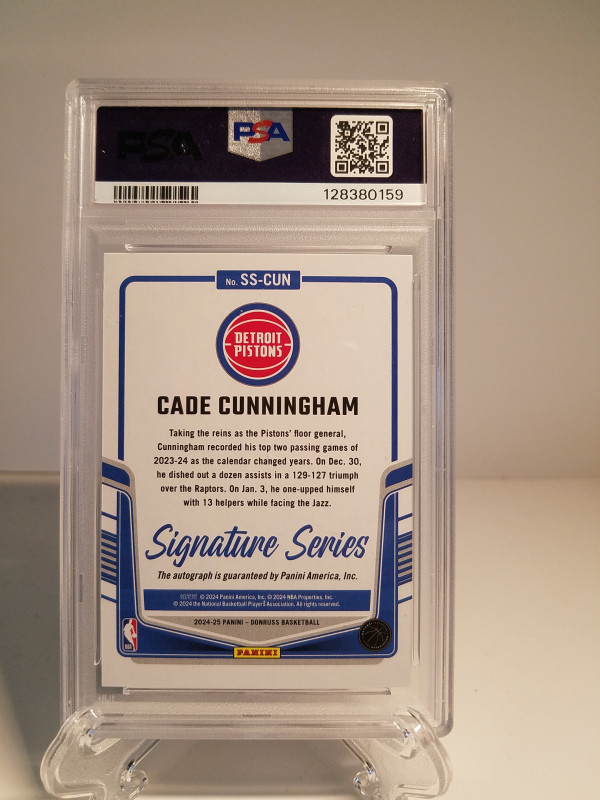 PSA
PSA
128380159
No. SS-CUN
DETROIT
PISTONS
CADE CUNNINGHAM
Taking the reins as the Pistons' floor general,
Cunningham recorded his top two passing games of
2023-24 as the calendar changed years. On Dec. 30,
he dished out a dozen assists in a 129-127 triumph
over the Raptors. On Jan. 3, he one-upped himself
with 13 helpers while facing the Jazz.
Signature Series
The autograph is guaranteed by Panini America, Inc.
© 2024 Panini America, Inc. © 2024 NBA Properties, Inc.
© 2024 the National Basketball Players Association. All rights reserved.
2024-25 PANINI – DONRUSS BASKETBALL
NBA
PANINI